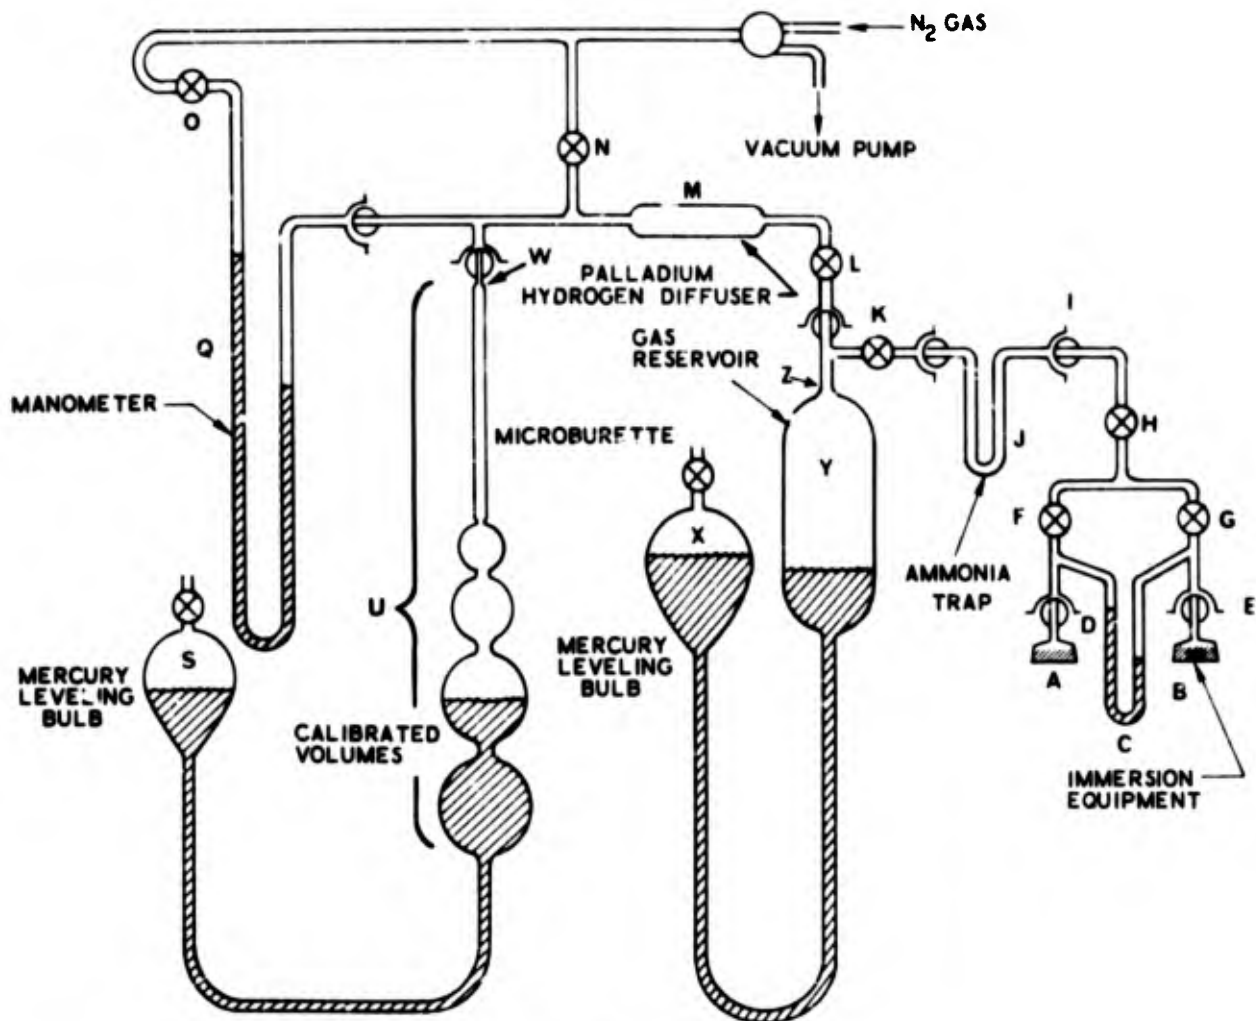 N2 GAS
O
N
VACUUM PUMP
M
W
PALLADIUM
HYDROGEN DIFFUSER
L
K
I
GAS
RESERVOIR
Q
Z
MANOMETER
MICROBURETTE
H
J
Y
F
G
X
AMMONIA
TRAP
U
D
E
S
MERCURY
LEVELING
BULB
MERCURY
LEVELING
BULB
A
B
CALIBRATED
VOLUMES
C
IMMERSION
EQUIPMENT